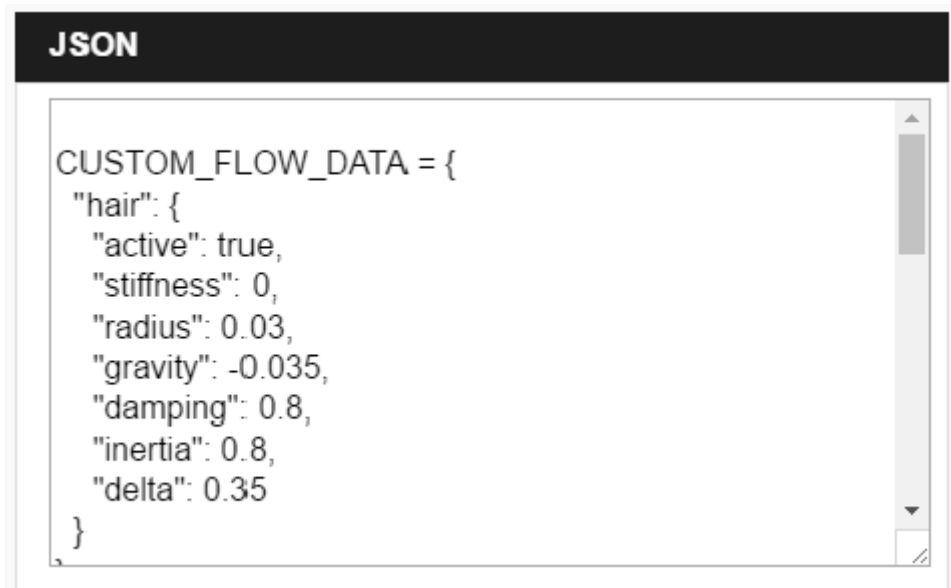 JSON
CUSTOM_FLOW_DATA = {
"hair": {
"active": true,
"stiffness": 0,
"radius": 0.03,
"gravity": -0.035,
"damping": 0.8,
"inertia": 0.8,
"delta": 0.35
}